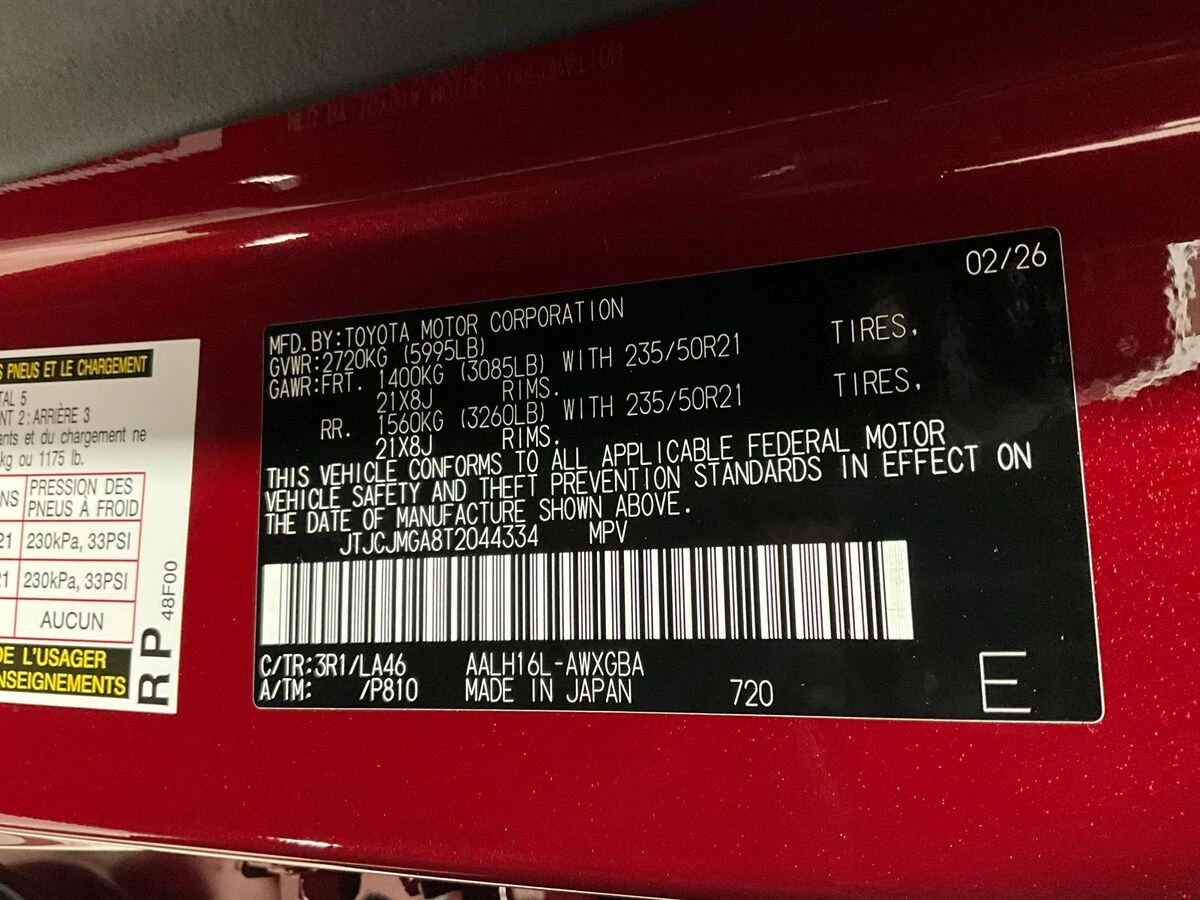 S PNEUS ET LE CHARGEMENT
TAL 5
NT 2: ARRIÈRE 3
ants et du chargement ne
kg ou 1175 lb.
NS PRESSION DES PNEUS À FROID
21 230kPa, 33PSI
21 230kPa, 33PSI
AUCUN
DE L'USAGER
NSEIGNEMENTS
RP 48F00
02/26
MFD.BY:TOYOTA MOTOR CORPORATION
GVWR:2720KG (5995LB)
GAWR:FRT. 1400KG (3085LB) WITH 235/50R21 TIRES,
21X8J RIMS.
RR. 1560KG (3260LB) WITH 235/50R21 TIRES,
21X8J RIMS.
THIS VEHICLE CONFORMS TO ALL APPLICABLE FEDERAL MOTOR
VEHICLE SAFETY AND THEFT PREVENTION STANDARDS IN EFFECT ON
THE DATE OF MANUFACTURE SHOWN ABOVE.
JTJCJMGA8T2044334 MPV
C/TR:3R1/LA46 AALH16L-AWXGBA
A/TM: /P810 MADE IN JAPAN 720 E